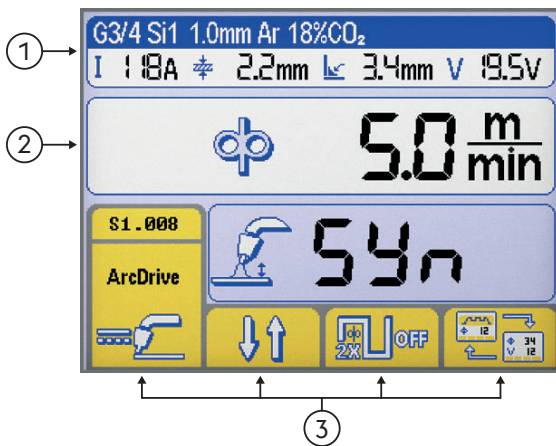 G3/4 Si1 1.0mm Ar 18%CO₂
1
I 118A 2.2mm 3.4mm V 19.5V
2
5.0 m/min
S1.008
Syn
ArcDrive
2X OFF
12
34
V 12
3